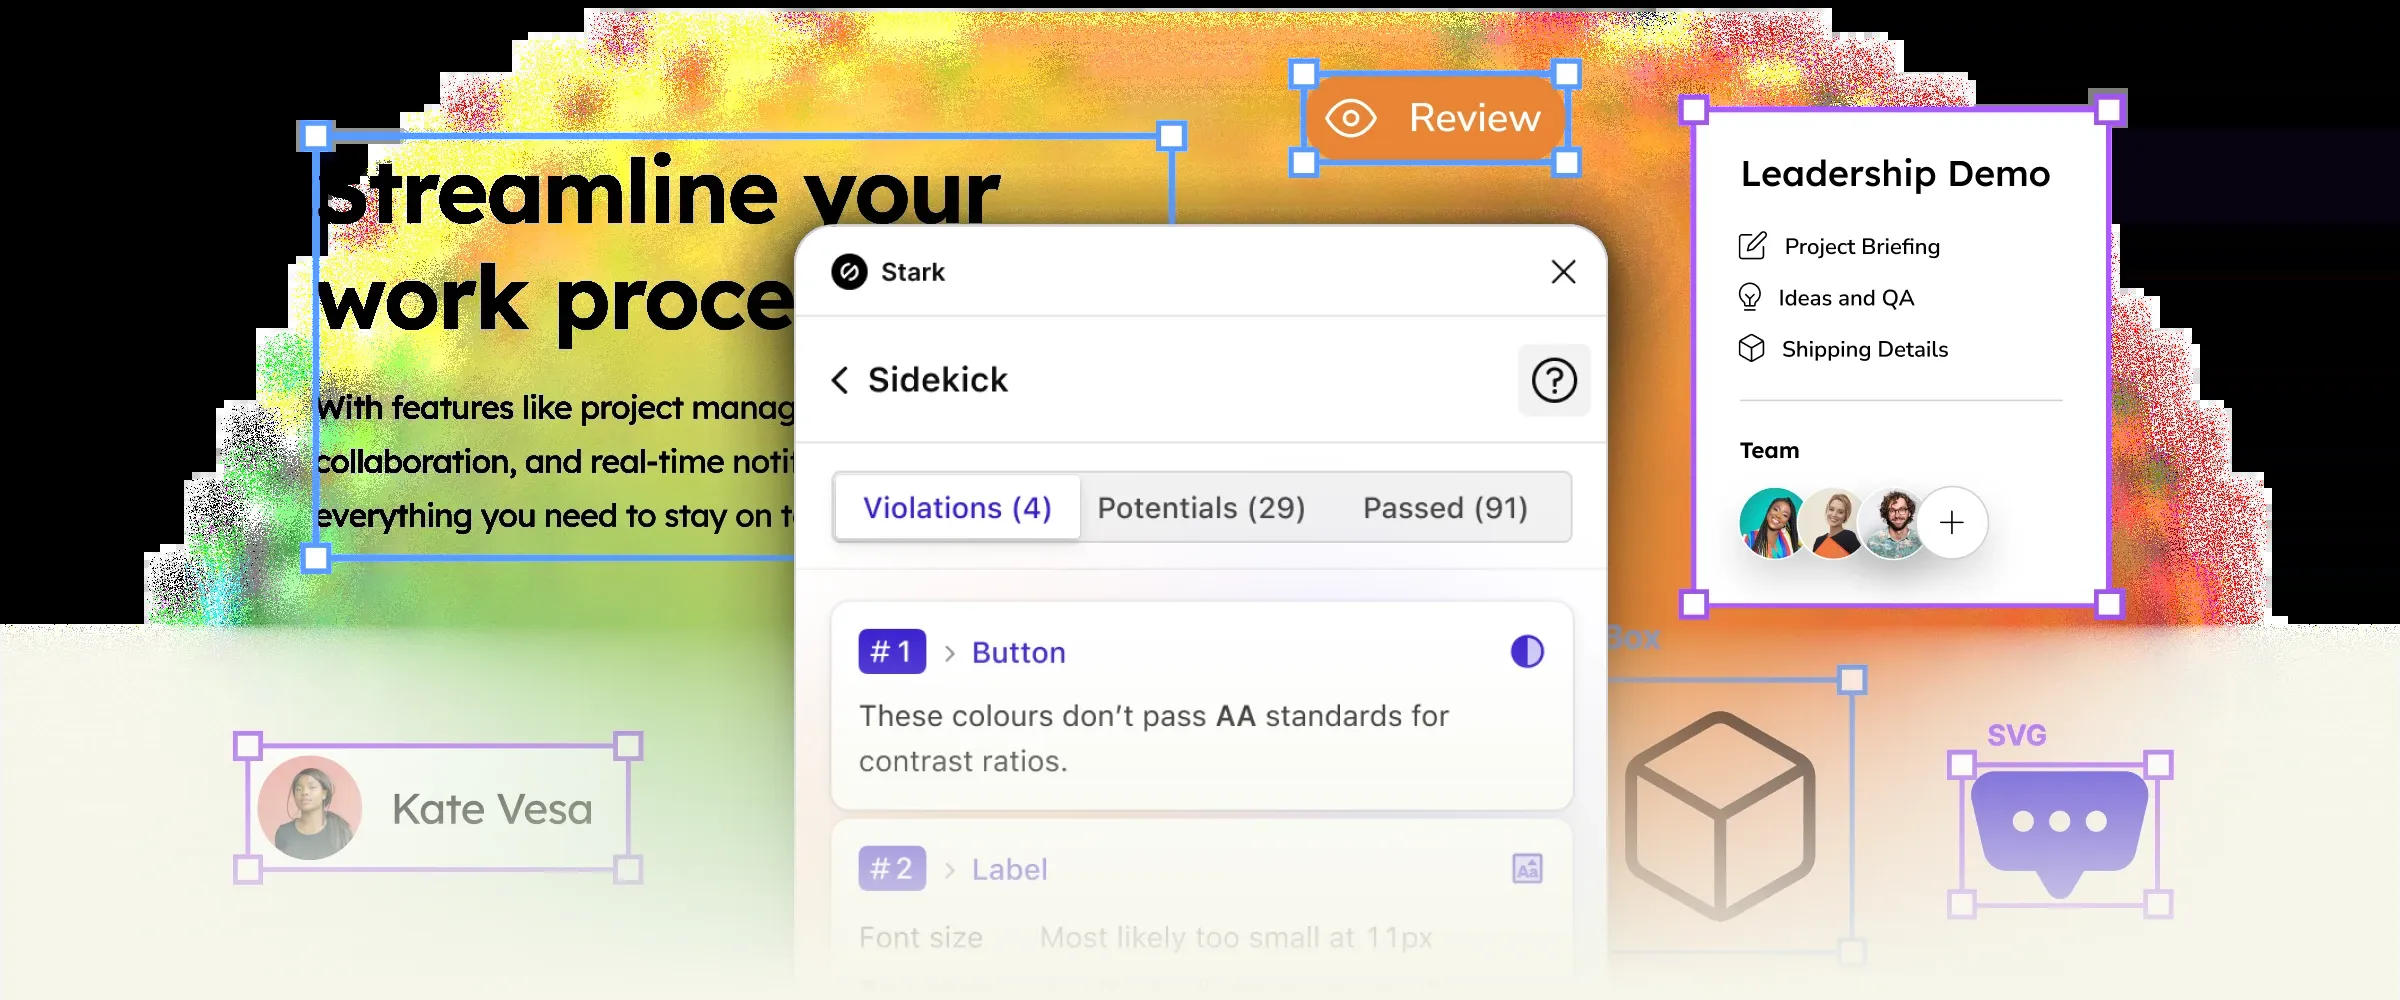 Review
Streamline your
work proce
With features like project manag
collaboration, and real-time noti
everything you need to stay on t
Stark
Sidekick
Violations (4) Potentials (29) Passed (91)
#1 > Button
These colours don't pass AA standards for
contrast ratios.
#2 > Label
Aa
Font size Most likely too small at 11px
Leadership Demo
Project Briefing
Ideas and QA
Shipping Details
Team
Box
SVG
Kate Vesa